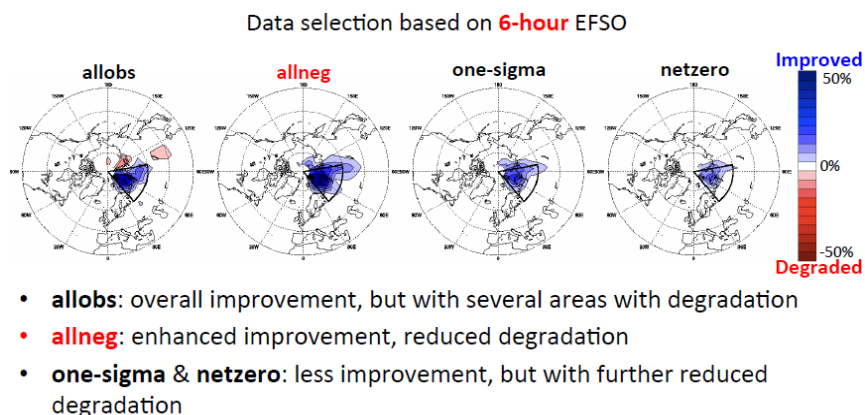 Data selection based on 6-hour EFSO
allobs
allneg
one-sigma
netzero
Improved
50%
0%
-50%
Degraded
• allobs: overall improvement, but with several areas with degradation
• allneg: enhanced improvement, reduced degradation
• one-sigma & netzero: less improvement, but with further reduced
degradation